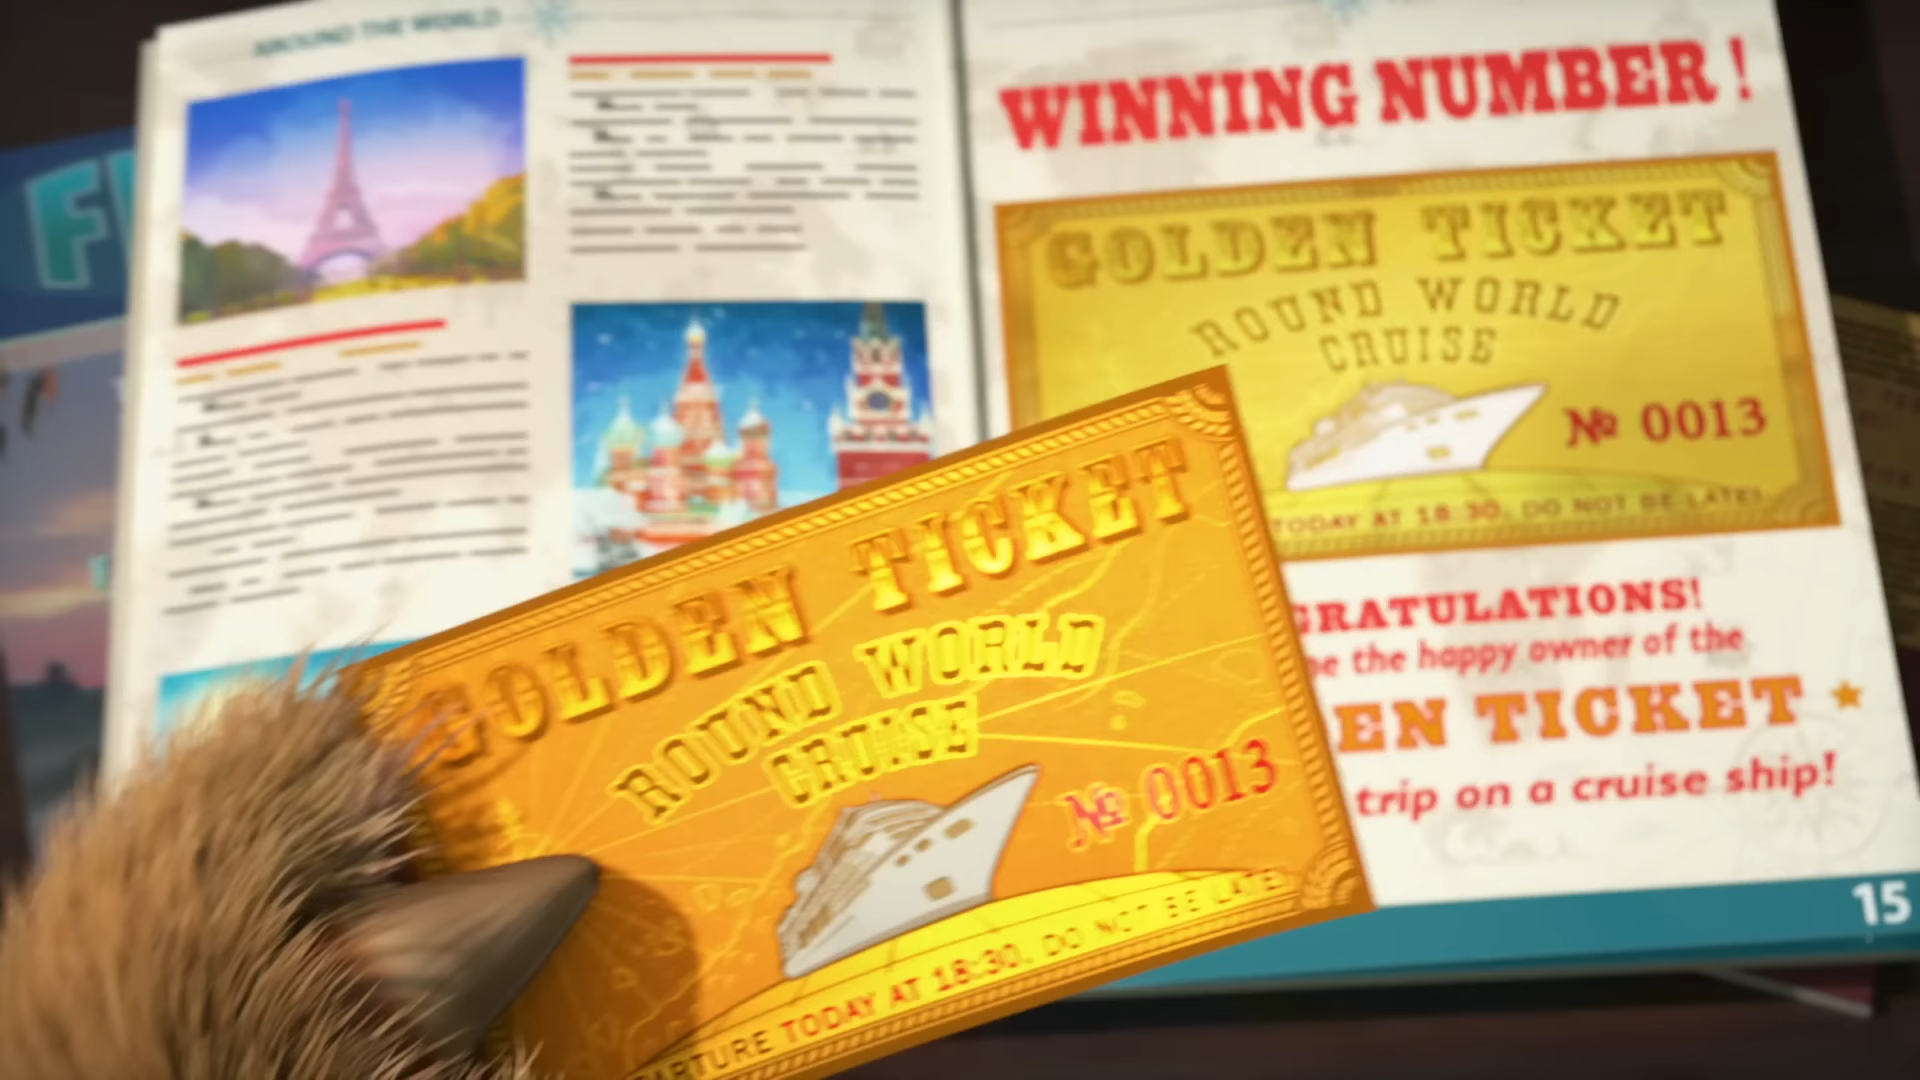 AROUND THE WORLD
WINNING NUMBER !
GOLDEN TICKET
ROUND WORLD
CRUISE
№ 0013
TODAY AT 18:30. DO NOT BE LATE!
GRATULATIONS!
e the happy owner of the
EN TICKET
trip on a cruise ship!
15
GOLDEN TICKET
ROUND WORLD
CRUISE
№ 0013
PARTURE TODAY AT 18:30. DO NOT BE LATE!